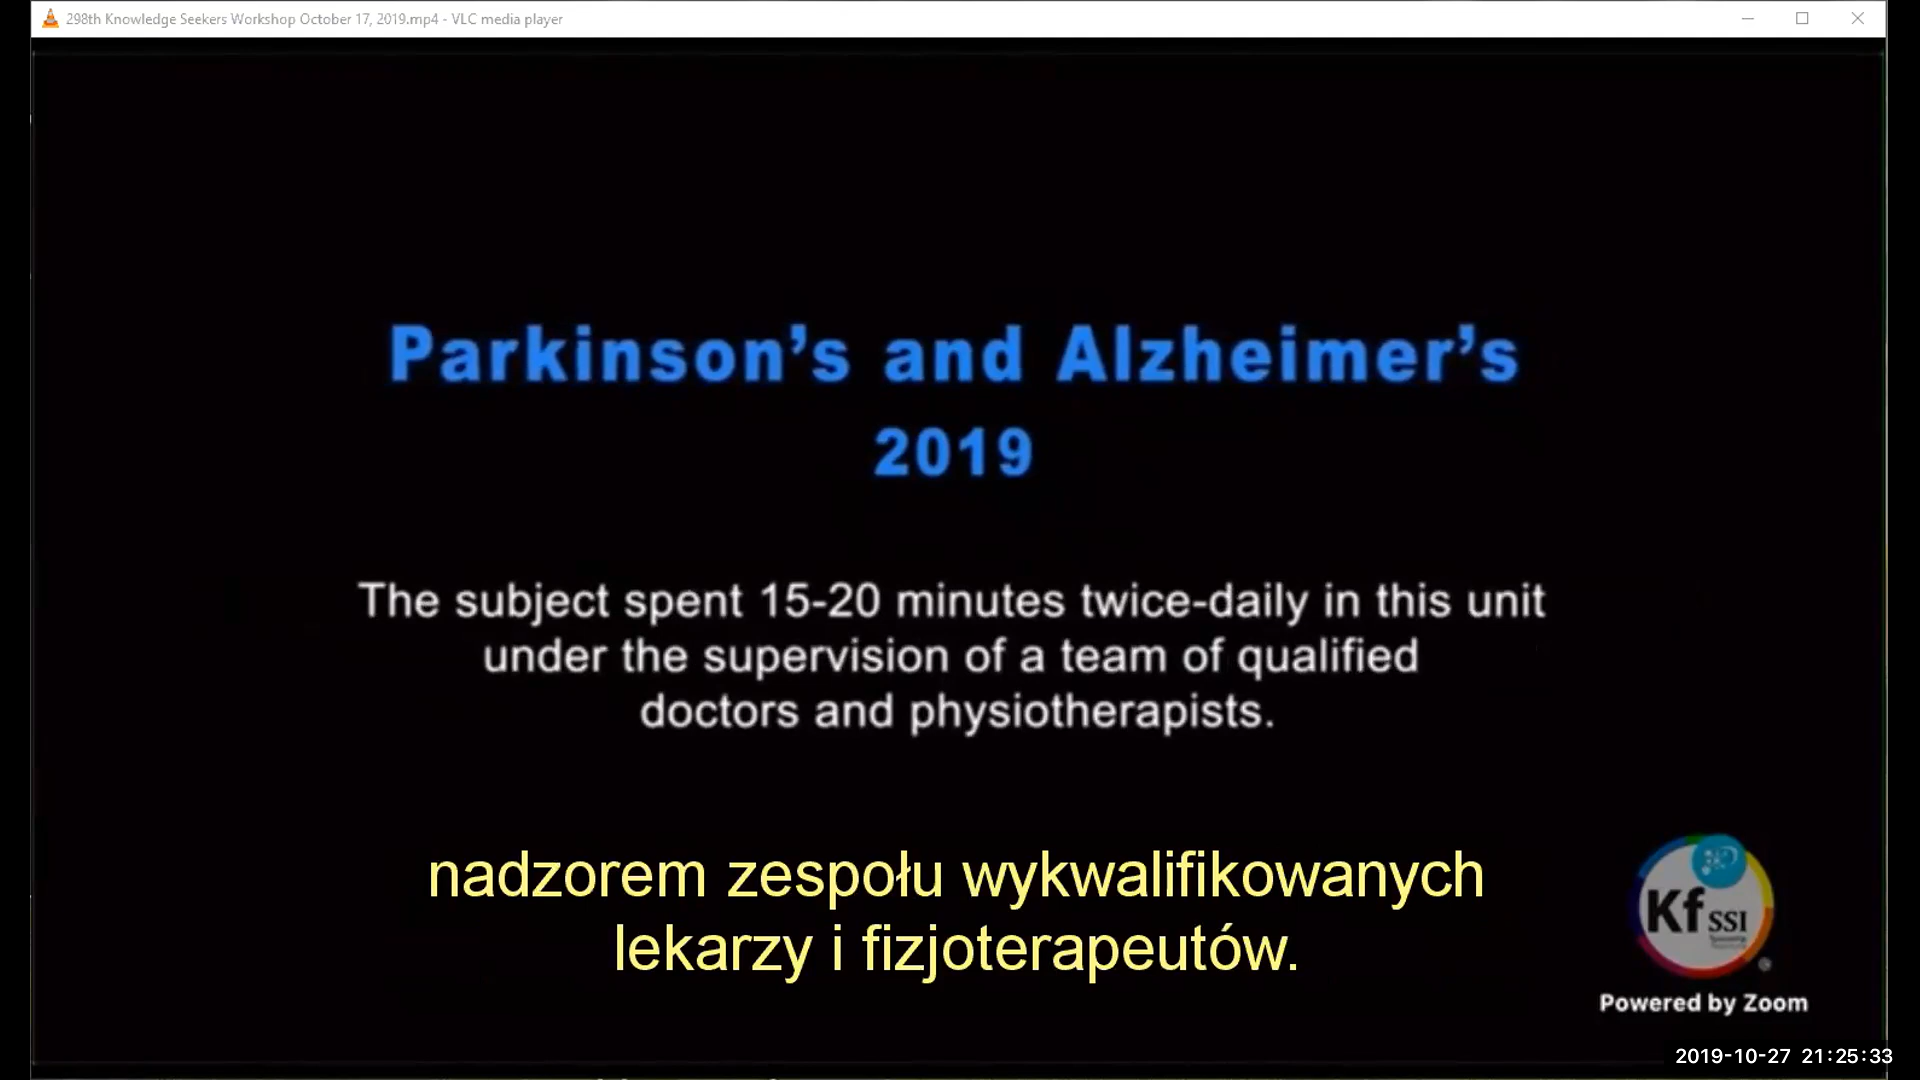 298th Knowledge Seekers Workshop October 17, 2019.mp4 - VLC media player
Parkinson's and Alzheimer's
2019
The subject spent 15-20 minutes twice-daily in this unit
under the supervision of a team of qualified
doctors and physiotherapists.
nadzorem zespołu wykwalifikowanych
lekarzy i fizjoterapeutów.
Kf SSI
Powered by Zoom
2019-10-27 21:25:33